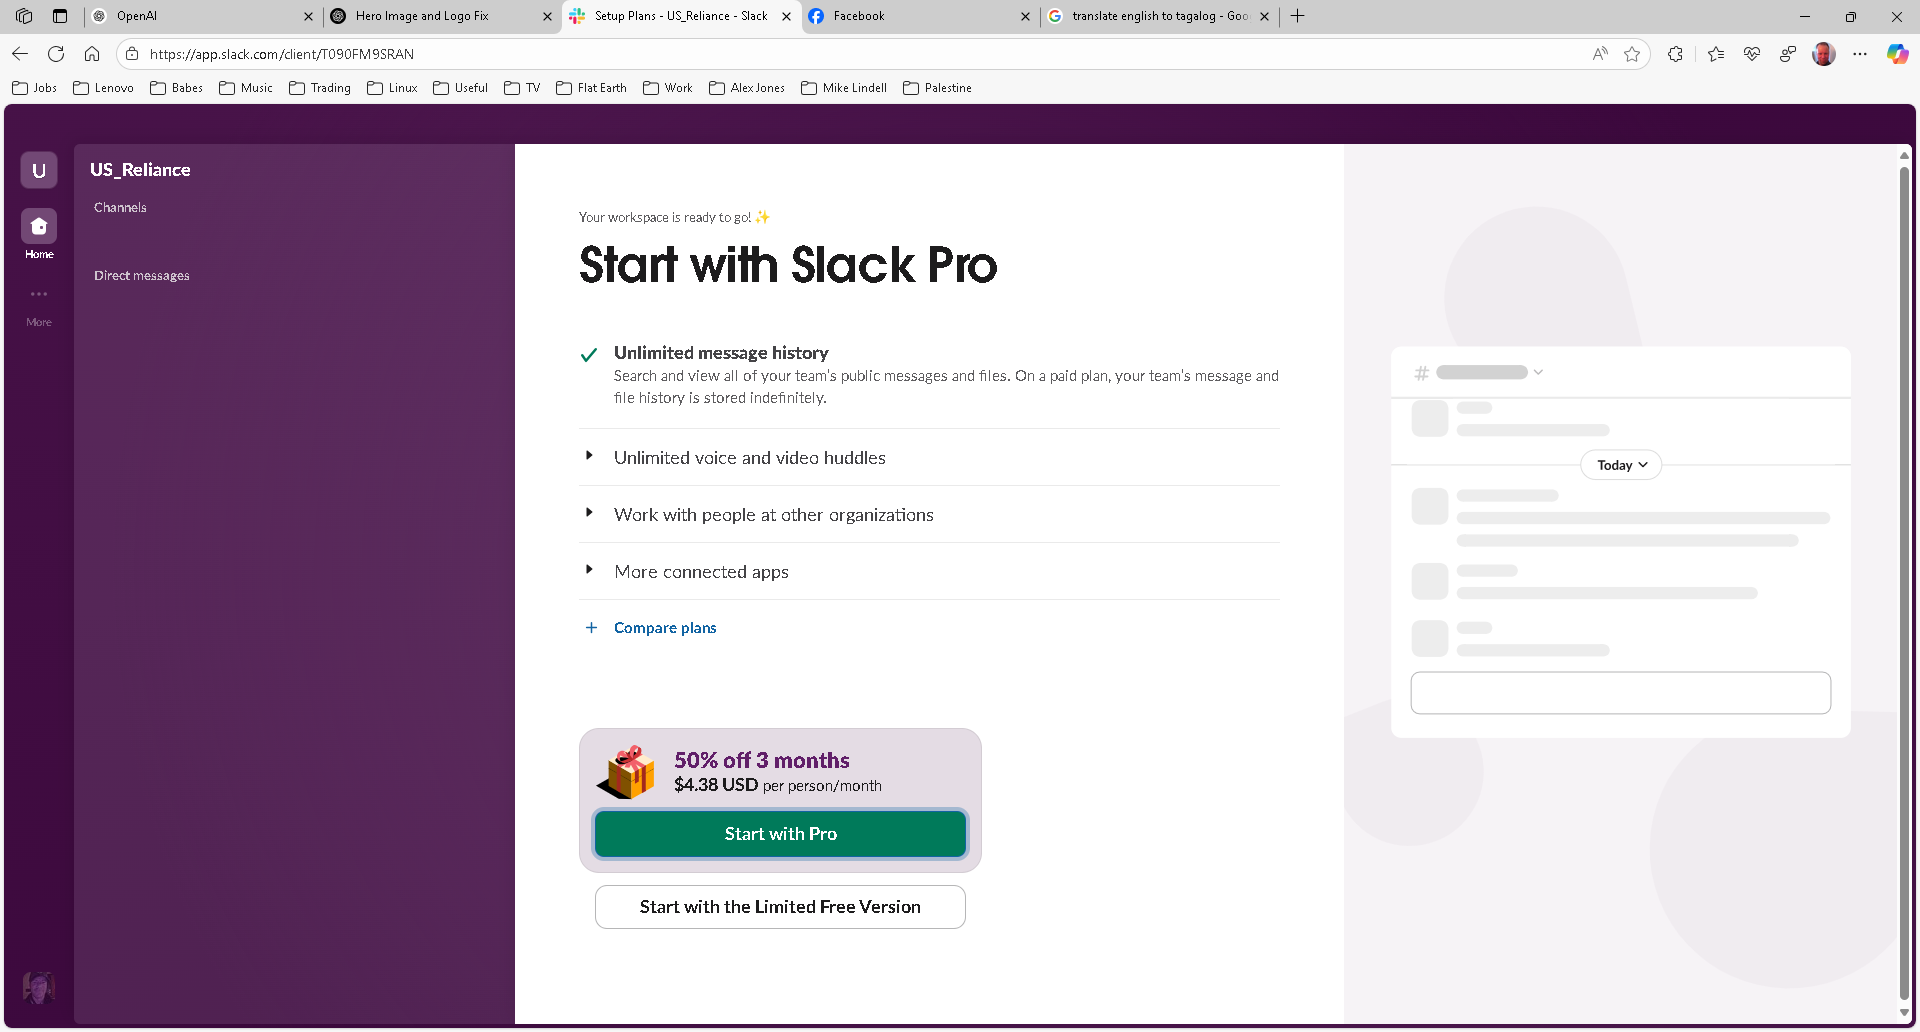 OpenAI
Hero Image and Logo Fix
Setup Plans - US_Reliance - Slack
Facebook
translate english to tagalog - Goo
https://app.slack.com/client/T090FM9SRAN
Jobs
Lenovo
Babes
Music
Trading
Linux
Useful
TV
Flat Earth
Work
Alex Jones
Mike Lindell
Palestine
U
US_Reliance
Channels
Home
Direct messages
More
Your workspace is ready to go! ✨
Start with Slack Pro
Unlimited message history
Search and view all of your team's public messages and files. On a paid plan, your team's message and
file history is stored indefinitely.
Unlimited voice and video huddles
Work with people at other organizations
More connected apps
Compare plans
50% off 3 months
$4.38 USD per person/month
Start with Pro
Start with the Limited Free Version
#
Today